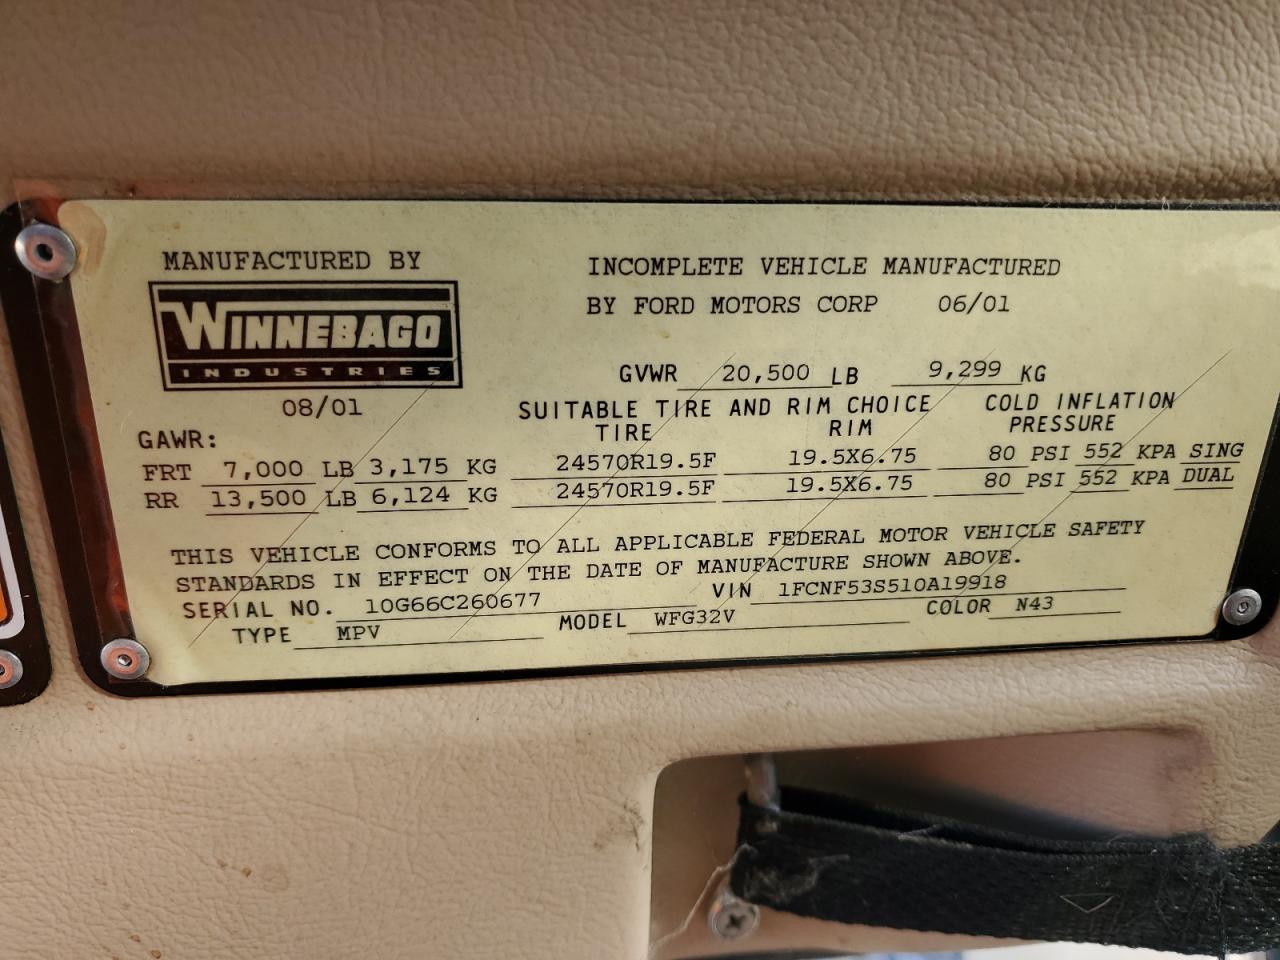 MANUFACTURED BY
WINNEBAGO
INDUSTRIES
08/01
INCOMPLETE VEHICLE MANUFACTURED
BY FORD MOTORS CORP 06/01
GVWR 20,500 LB 9,299 KG
SUITABLE TIRE AND RIM CHOICE COLD INFLATION
TIRE RIM PRESSURE
GAWR:
FRT 7,000 LB 3,175 KG 24570R19.5F 19.5X6.75 80 PSI 552 KPA SING
RR 13,500 LB 6,124 KG 24570R19.5F 19.5X6.75 80 PSI 552 KPA DUAL
THIS VEHICLE CONFORMS TO ALL APPLICABLE FEDERAL MOTOR VEHICLE SAFETY
STANDARDS IN EFFECT ON THE DATE OF MANUFACTURE SHOWN ABOVE.
SERIAL NO. 10G66C260677 VIN 1FCNF53S510A19918
TYPE MPV MODEL WFG32V COLOR N43